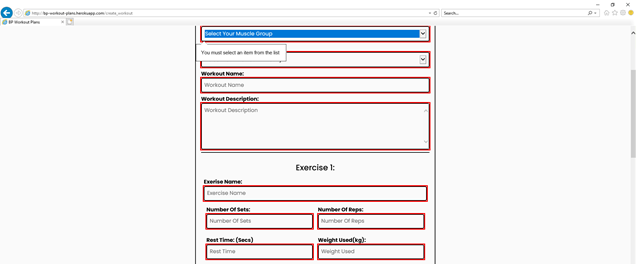 http://bp-workout-plans.herokuapp.com/create_workout
Search...
BP Workout Plans
Select Your Muscle Group
You must select an item from the list
Workout Name:
Workout Name
Workout Description:
Workout Description
Exercise 1:
Exerise Name:
Exercise Name
Number Of Sets: Number Of Reps:
Number Of Sets Number Of Reps
Rest Time: (Secs) Weight Used(kg):
Rest Time Weight Used